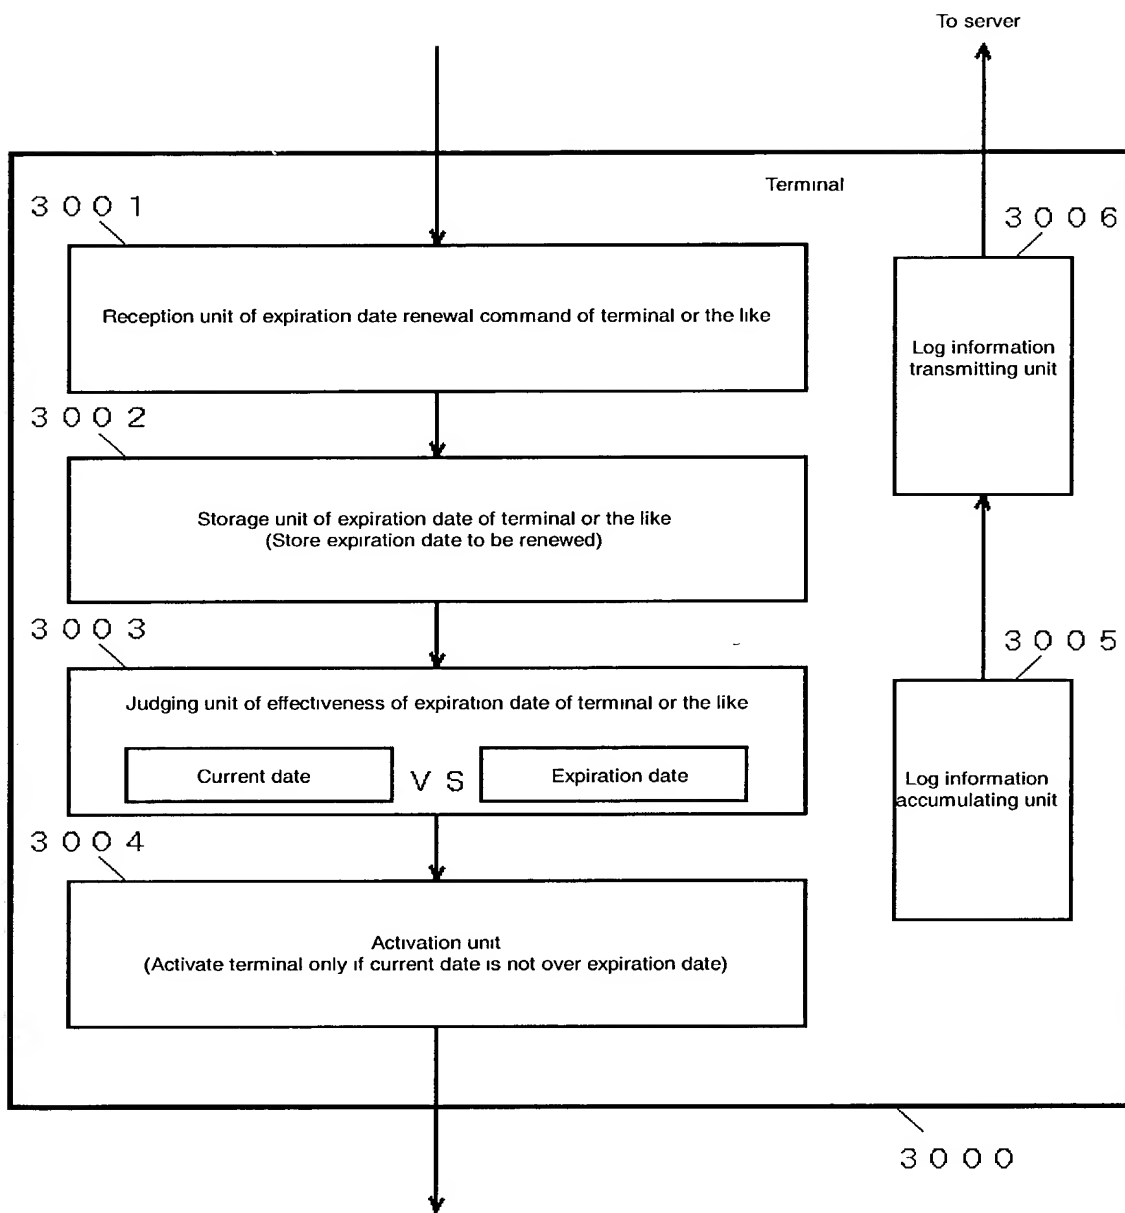 To server
Terminal
3001
3006
Reception unit of expiration date renewal command of terminal or the like
Log information
transmitting unit
3002
Storage unit of expiration date of terminal or the like
(Store expiration date to be renewed)
3003
3005
Judging unit of effectiveness of expiration date of terminal or the like
Current date
VS
Expiration date
Log information
accumulating unit
3004
Activation unit
(Activate terminal only if current date is not over expiration date)
3000